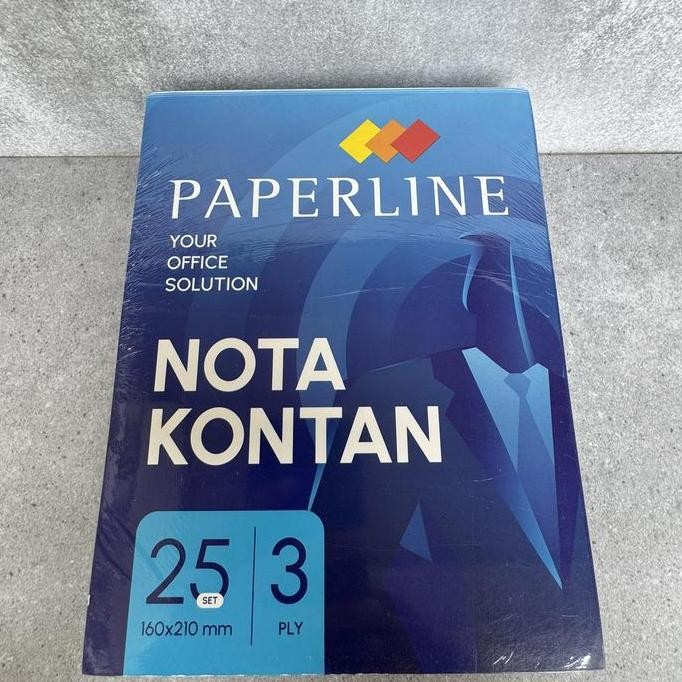 PAPERLINE
YOUR
OFFICE
SOLUTION
NOTA
KONTAN
25 3
SET
160x210 mm PLY